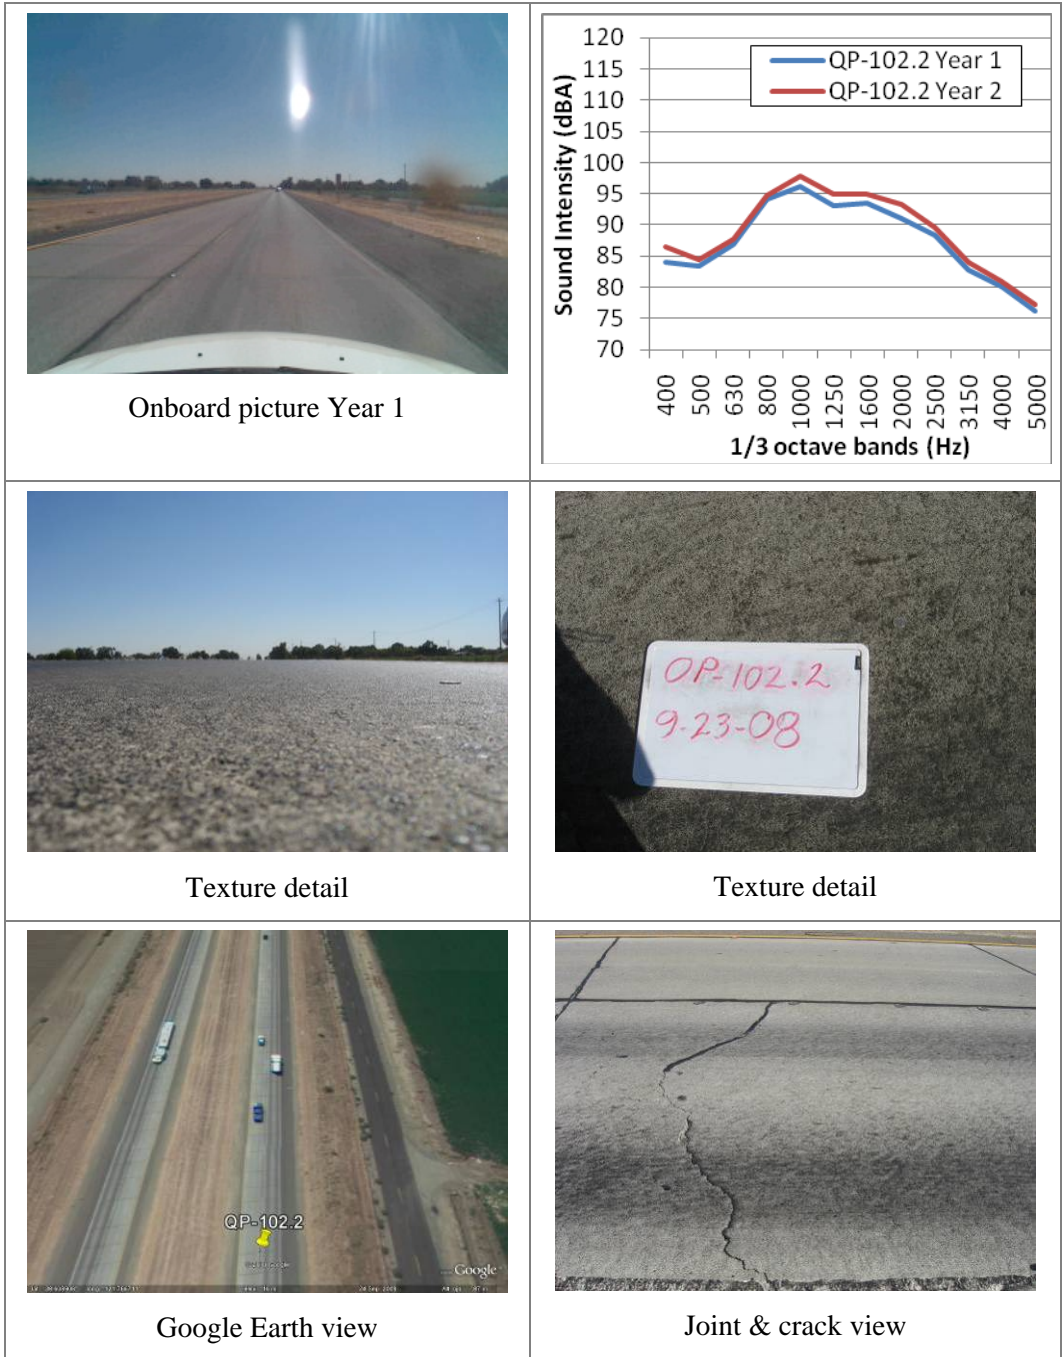 120
115
110
105
100
95
90
85
80
75
70
Sound Intensity (dBA)
QP-102.2 Year 1
QP-102.2 Year 2
400
500
630
800
1000
1250
1600
2000
2500
3150
4000
5000
1/3 octave bands (Hz)
Onboard picture Year 1
QP-102.2
9-23-08
Texture detail
Texture detail
QP-102.2
Google
Google Earth view
Joint & crack view